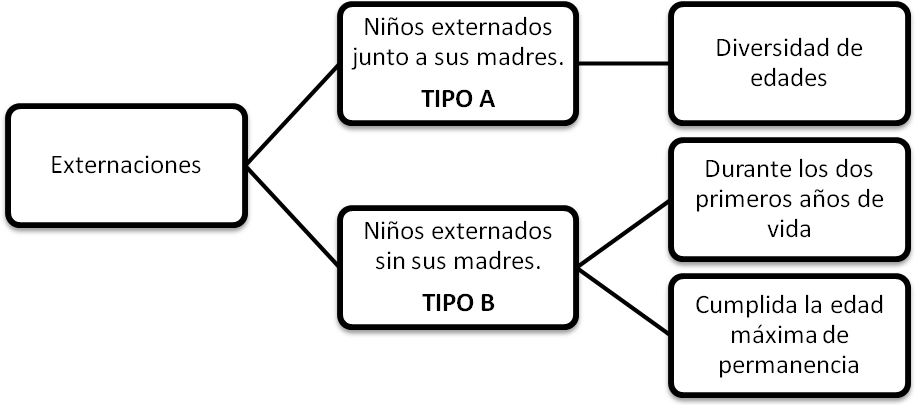 Externaciones
Niños externados
junto a sus madres.
TIPO A
Niños externados
sin sus madres.
TIPO B
Diversidad de
edades
Durante los dos
primeros años de
vida
Cumplida la edad
máxima de
permanencia